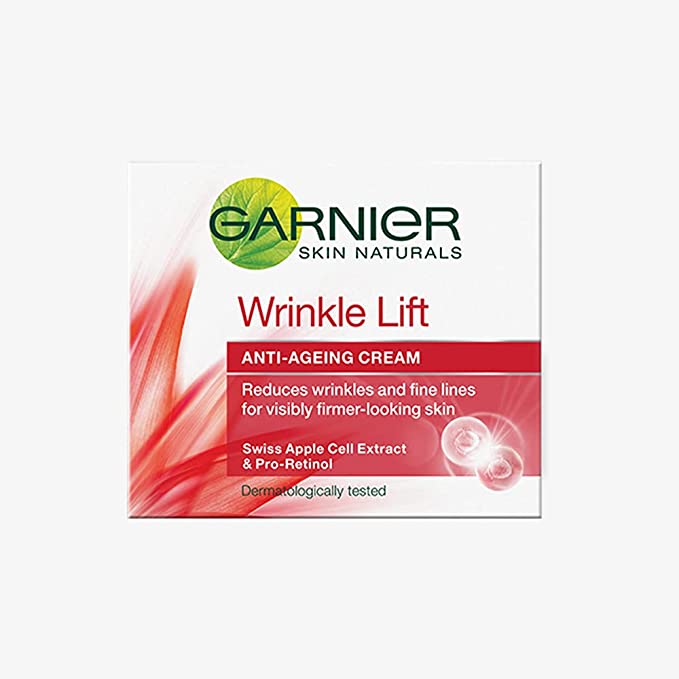 GARNIER
SKIN NATURALS
Wrinkle Lift
ANTI-AGEING CREAM
Reduces wrinkles and fine lines
for visibly firmer-looking skin
Swiss Apple Cell Extract
& Pro-Retinol
Dermatologically tested